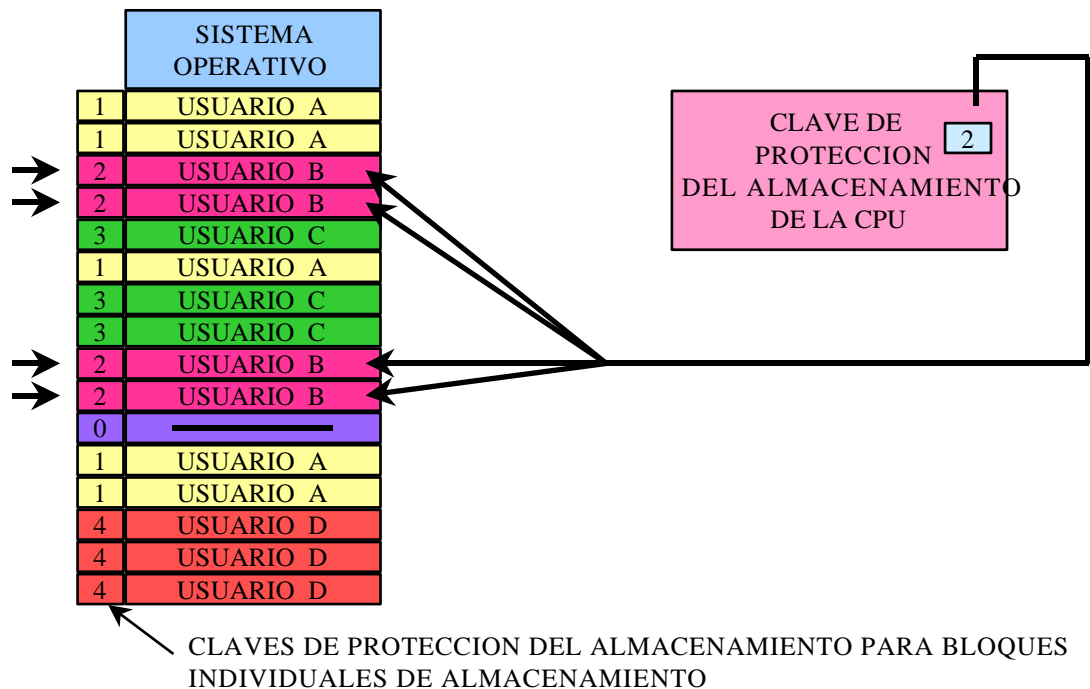 SISTEMA
OPERATIVO
1 USUARIO A
1 USUARIO A
2 USUARIO B
2 USUARIO B
3 USUARIO C
1 USUARIO A
3 USUARIO C
3 USUARIO C
2 USUARIO B
2 USUARIO B
0
1 USUARIO A
1 USUARIO A
4 USUARIO D
4 USUARIO D
4 USUARIO D
CLAVE DE
PROTECCION
DEL ALMACENAMIENTO
DE LA CPU
2
CLAVES DE PROTECCION DEL ALMACENAMIENTO PARA BLOQUES
INDIVIDUALES DE ALMACENAMIENTO